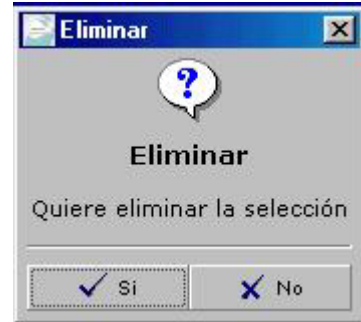 Eliminar
?
Eliminar
Quiere eliminar la selección
Si
No